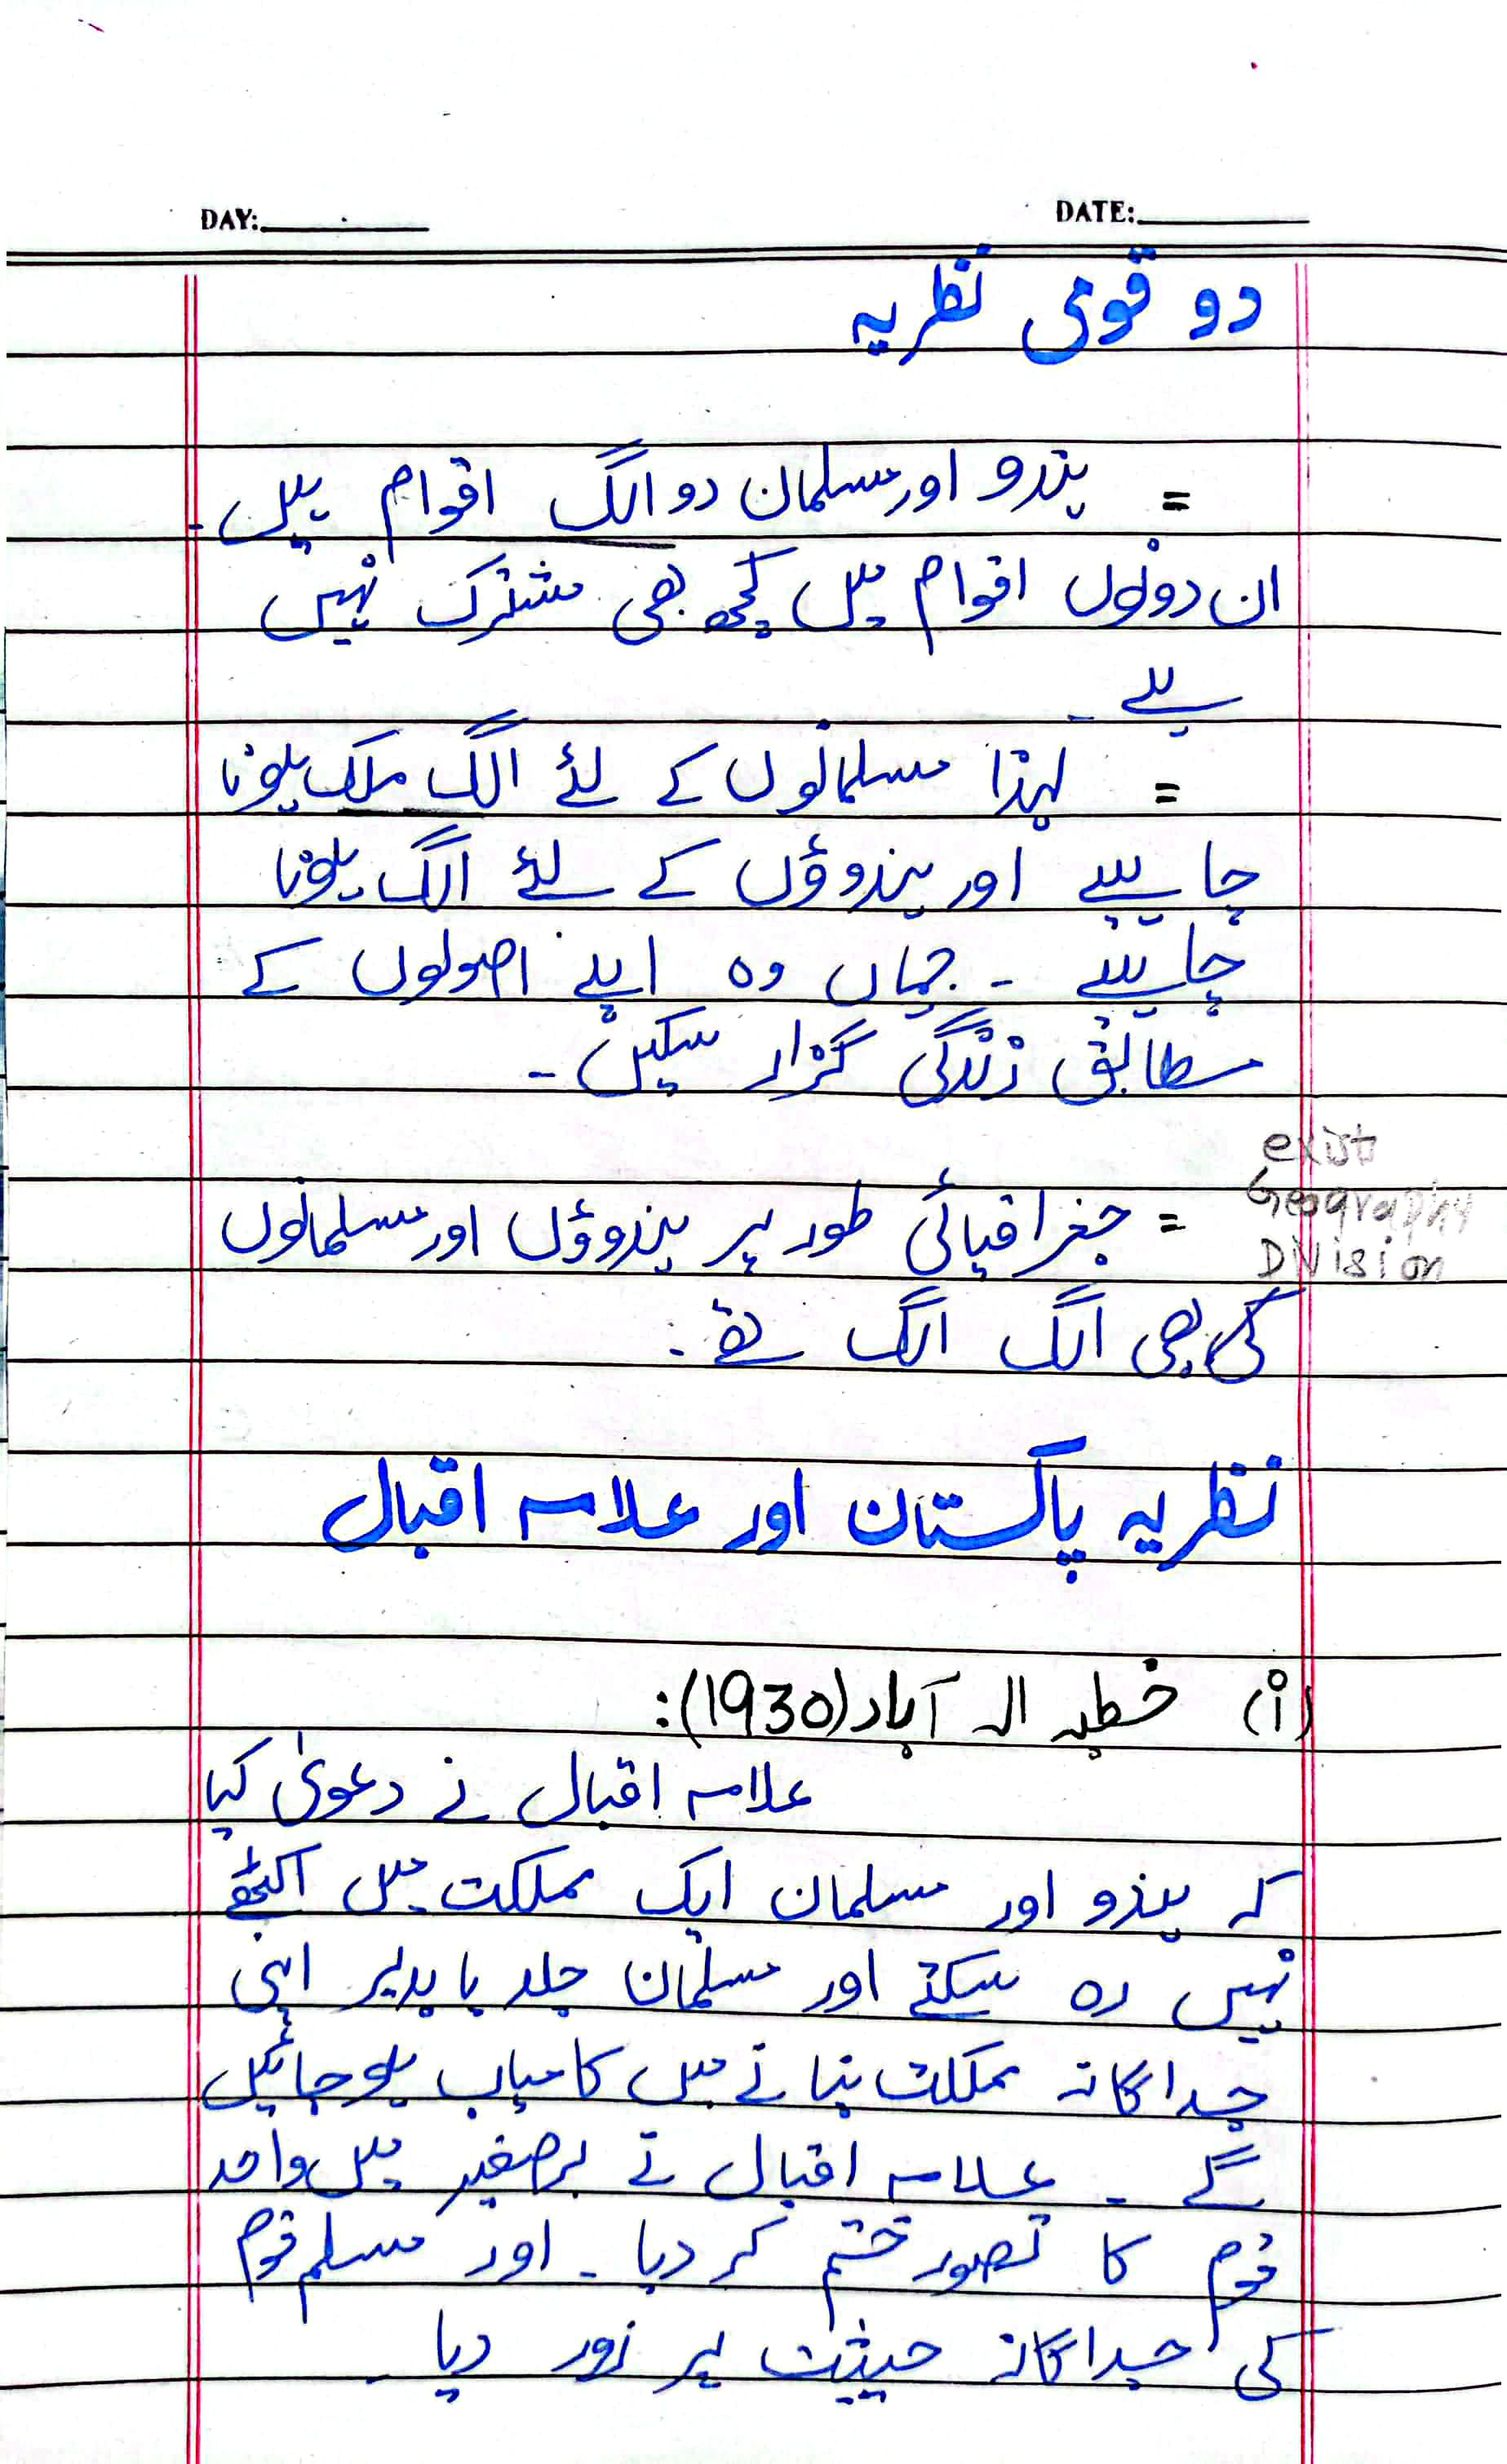 DAY:
DATE:
دو قومی نظریہ
= ہندو اور مسلمان دو الگ اقوام ہیں۔
ان دونوں اقوام میں کچھ بھی مشترک نہیں
ہے۔
= لہذا مسلمانوں کے لئے الگ ملک ہونا
چاہیئے اور ہندوؤں کے لئے الگ ہونا
چاہیئے ۔ جہاں وہ اپنے اصولوں کے
مطابق زندگی گزار سکیں۔
exist
Geography
Division
= جغرافیائی طور پر ہندوؤں اور مسلمانوں
کی بھی الگ الگ تھے۔
نظریہ پاکستان اور علامہ اقبال
(i) خطبہ الہ آباد (1930):
علامہ اقبال نے دعویٰ کیا
کہ ہندو اور مسلمان ایک مملکت میں اکٹھے
نہیں رہ سکتے اور مسلمان جلد یا بدیر اپنی
جداگانہ مملکت بنانے میں کامیاب ہو جائیں
گے ۔ علامہ اقبال نے برصغیر میں واحد
قوم کا تصور ختم کر دیا ۔ اور مسلم قوم
کی جداگانہ حیثیت پر زور دیا